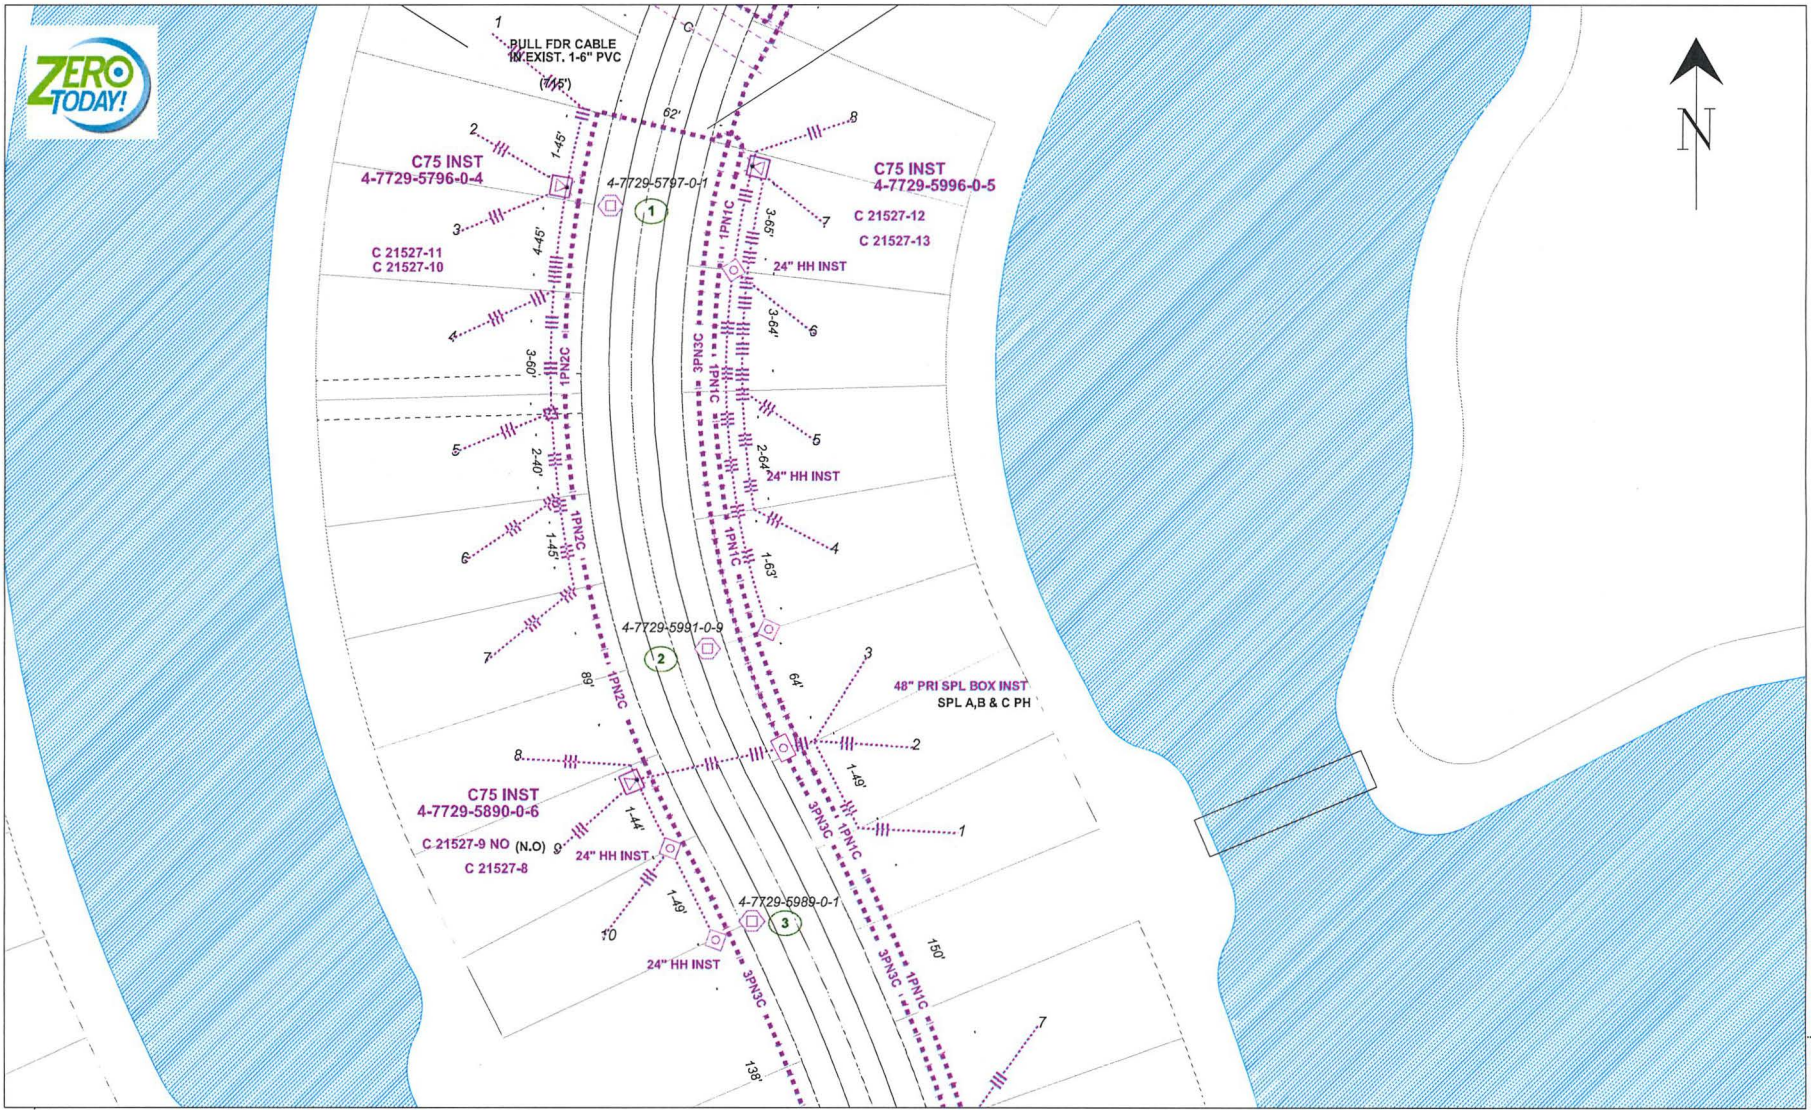 ZERO
TODAY!
1
PULL FDR CABLE
IN EXIST. 1-6" PVC
(715')
C
62'
8
2
1-45'
C75 INST
4-7729-5796-0-4
4-7729-5797-0-1
1
C75 INST
4-7729-5996-0-5
3
4-45'
1PN1C
3-65'
7
C 21527-12
C 21527-13
C 21527-11
C 21527-10
24" HH INST
N
4
3-64'
6
3-60'
1PN2C
3PN3C
1PN1C
5
2-40'
5
2-64'
24" HH INST
6
1-45'
1PN2C
1PN1C
4
1-63'
7
4-7729-5991-0-9
2
89'
1PN2C
64'
3
48" PRI SPL BOX INST
SPL A,B & C PH
8
2
C75 INST
4-7729-5890-0-6
1-49'
1-44'
3PN3C
1PN1C
1
C 21527-9 NO (N.O)
9
24" HH INST
C 21527-8
10
1-49'
4-7729-5989-0-1
3
24" HH INST
3PN3C
3PN3C
1PN1C
150'
7
138'